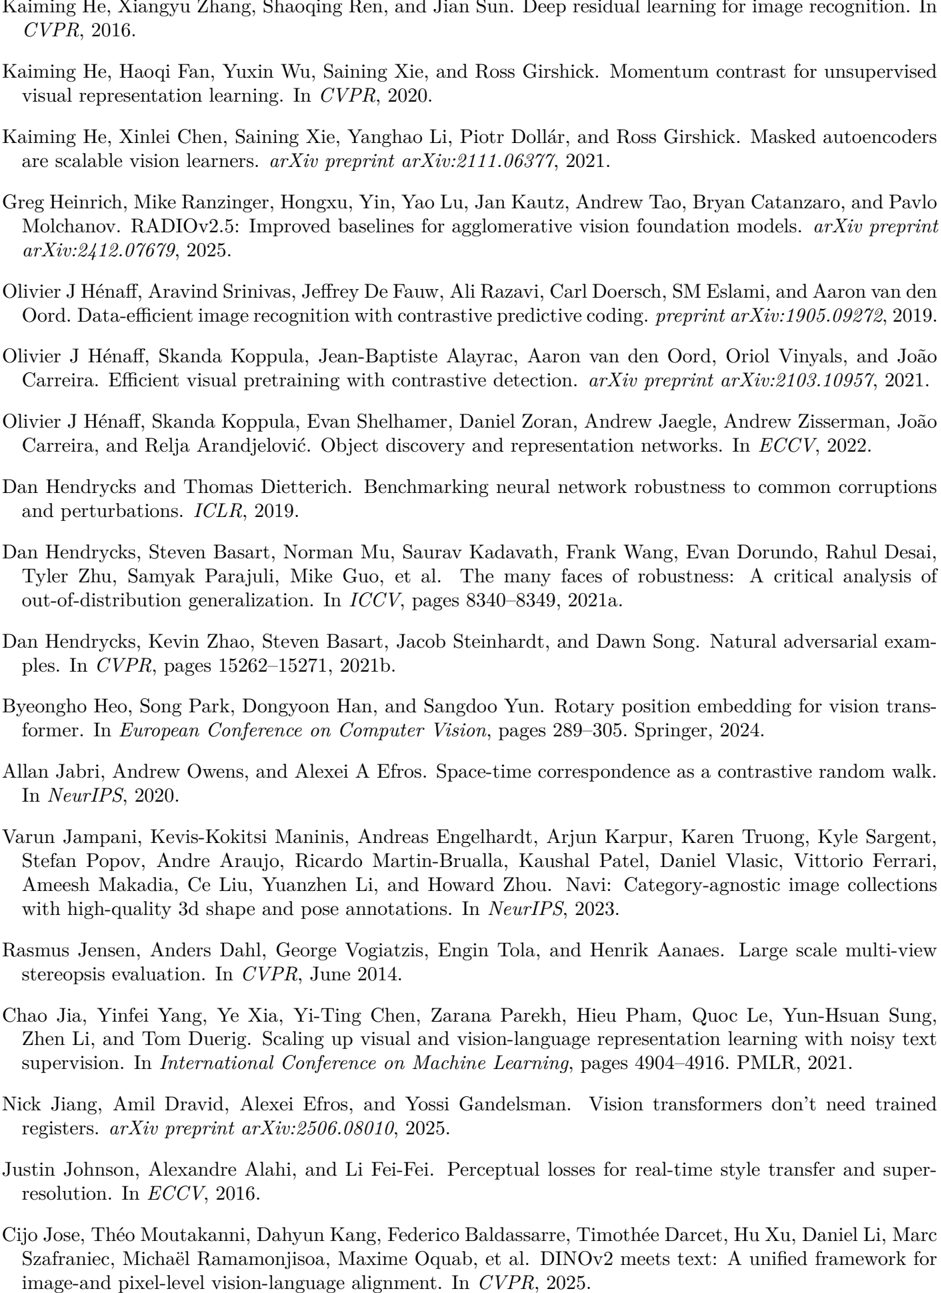 Kaiming He, Xiangyu Zhang, Shaoqing Ren, and Jian Sun. Deep residual learning for image recognition. In
CVPR, 2016.
Kaiming He, Haoqi Fan, Yuxin Wu, Saining Xie, and Ross Girshick. Momentum contrast for unsupervised
visual representation learning. In CVPR, 2020.
Kaiming He, Xinlei Chen, Saining Xie, Yanghao Li, Piotr Dollár, and Ross Girshick. Masked autoencoders
are scalable vision learners. arXiv preprint arXiv:2111.06377, 2021.
Greg Heinrich, Mike Ranzinger, Hongxu, Yin, Yao Lu, Jan Kautz, Andrew Tao, Bryan Catanzaro, and Pavlo
Molchanov. RADIOv2.5: Improved baselines for agglomerative vision foundation models. arXiv preprint
arXiv:2412.07679, 2025.
Olivier J Hénaff, Aravind Srinivas, Jeffrey De Fauw, Ali Razavi, Carl Doersch, SM Eslami, and Aaron van den
Oord. Data-efficient image recognition with contrastive predictive coding. preprint arXiv:1905.09272, 2019.
Olivier J Hénaff, Skanda Koppula, Jean-Baptiste Alayrac, Aaron van den Oord, Oriol Vinyals, and João
Carreira. Efficient visual pretraining with contrastive detection. arXiv preprint arXiv:2103.10957, 2021.
Olivier J Hénaff, Skanda Koppula, Evan Shelhamer, Daniel Zoran, Andrew Jaegle, Andrew Zisserman, João
Carreira, and Relja Arandjelović. Object discovery and representation networks. In ECCV, 2022.
Dan Hendrycks and Thomas Dietterich. Benchmarking neural network robustness to common corruptions
and perturbations. ICLR, 2019.
Dan Hendrycks, Steven Basart, Norman Mu, Saurav Kadavath, Frank Wang, Evan Dorundo, Rahul Desai,
Tyler Zhu, Samyak Parajuli, Mike Guo, et al. The many faces of robustness: A critical analysis of
out-of-distribution generalization. In ICCV, pages 8340–8349, 2021a.
Dan Hendrycks, Kevin Zhao, Steven Basart, Jacob Steinhardt, and Dawn Song. Natural adversarial exam-
ples. In CVPR, pages 15262–15271, 2021b.
Byeongho Heo, Song Park, Dongyoon Han, and Sangdoo Yun. Rotary position embedding for vision trans-
former. In European Conference on Computer Vision, pages 289–305. Springer, 2024.
Allan Jabri, Andrew Owens, and Alexei A Efros. Space-time correspondence as a contrastive random walk.
In NeurIPS, 2020.
Varun Jampani, Kevis-Kokitsi Maninis, Andreas Engelhardt, Arjun Karpur, Karen Truong, Kyle Sargent,
Stefan Popov, Andre Araujo, Ricardo Martin-Brualla, Kaushal Patel, Daniel Vlasic, Vittorio Ferrari,
Ameesh Makadia, Ce Liu, Yuanzhen Li, and Howard Zhou. Navi: Category-agnostic image collections
with high-quality 3d shape and pose annotations. In NeurIPS, 2023.
Rasmus Jensen, Anders Dahl, George Vogiatzis, Engin Tola, and Henrik Aanaes. Large scale multi-view
stereopsis evaluation. In CVPR, June 2014.
Chao Jia, Yinfei Yang, Ye Xia, Yi-Ting Chen, Zarana Parekh, Hieu Pham, Quoc Le, Yun-Hsuan Sung,
Zhen Li, and Tom Duerig. Scaling up visual and vision-language representation learning with noisy text
supervision. In International Conference on Machine Learning, pages 4904–4916. PMLR, 2021.
Nick Jiang, Amil Dravid, Alexei Efros, and Yossi Gandelsman. Vision transformers don't need trained
registers. arXiv preprint arXiv:2506.08010, 2025.
Justin Johnson, Alexandre Alahi, and Li Fei-Fei. Perceptual losses for real-time style transfer and super-
resolution. In ECCV, 2016.
Cijo Jose, Théo Moutakanni, Dahyun Kang, Federico Baldassarre, Timothée Darcet, Hu Xu, Daniel Li, Marc
Szafraniec, Michaël Ramamonjisoa, Maxime Oquab, et al. DINOv2 meets text: A unified framework for
image-and pixel-level vision-language alignment. In CVPR, 2025.